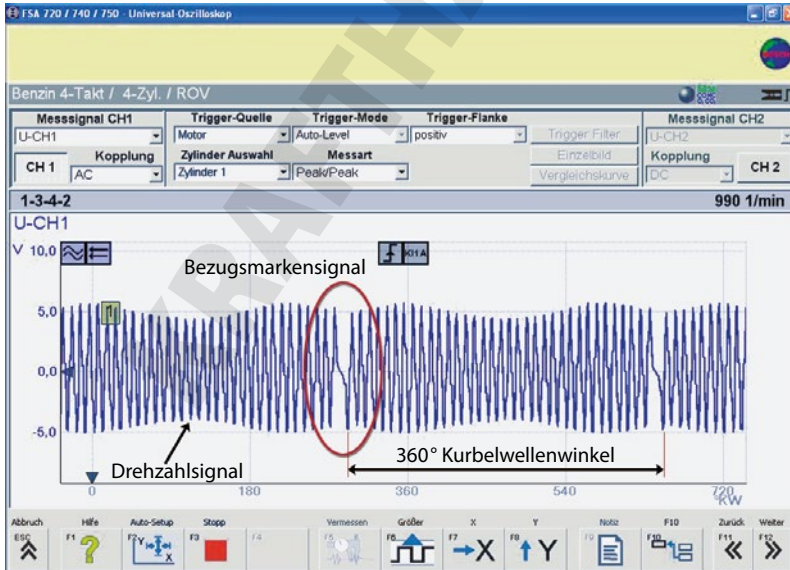 FSA 720 / 740 / 750 - Universal-Oszilloskop
Benzin 4-Takt / 4-Zyl. / ROV
Messsignal CH1 Trigger-Quelle Trigger-Mode Trigger-Flanke Messsignal CH2
U-CH1 Motor Auto-Level positiv Trigger Filter U-CH2
Kopplung Zylinder Auswahl Messart Einzelbild Kopplung
CH 1 AC Zylinder 1 Peak/Peak Vergleichskurve DC CH 2
1-3-4-2 990 1/min
U-CH1
V 10,0 Kl1 A
Bezugsmarkensignal
5,0
0,0
-5,0
Drehzahlsignal 360° Kurbelwellenwinkel
0 180 360 540 720
°KW
Abbruch Hilfe Auto-Setup Stopp Vermessen Größer X Y Notiz F10 Zurück Weiter
ESC F1 ? F2 Y X F3 F4 F5 F6 F7 X F8 Y F9 F10 F11 F12